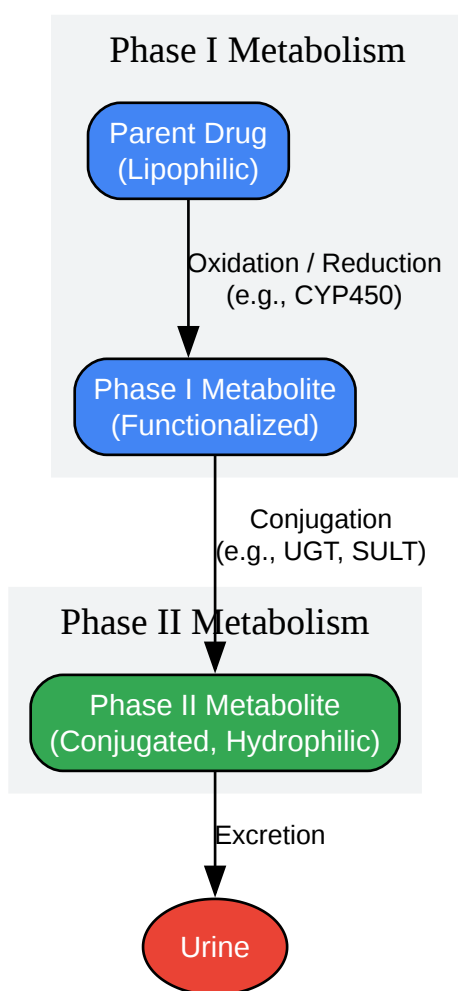 Phase I Metabolism
Parent Drug
(Lipophilic)
Oxidation / Reduction
(e.g., CYP450)
Phase I Metabolite
(Functionalized)
Conjugation
(e.g., UGT, SULT)
Phase II Metabolism
Phase II Metabolite
(Conjugated, Hydrophilic)
Excretion
Urine